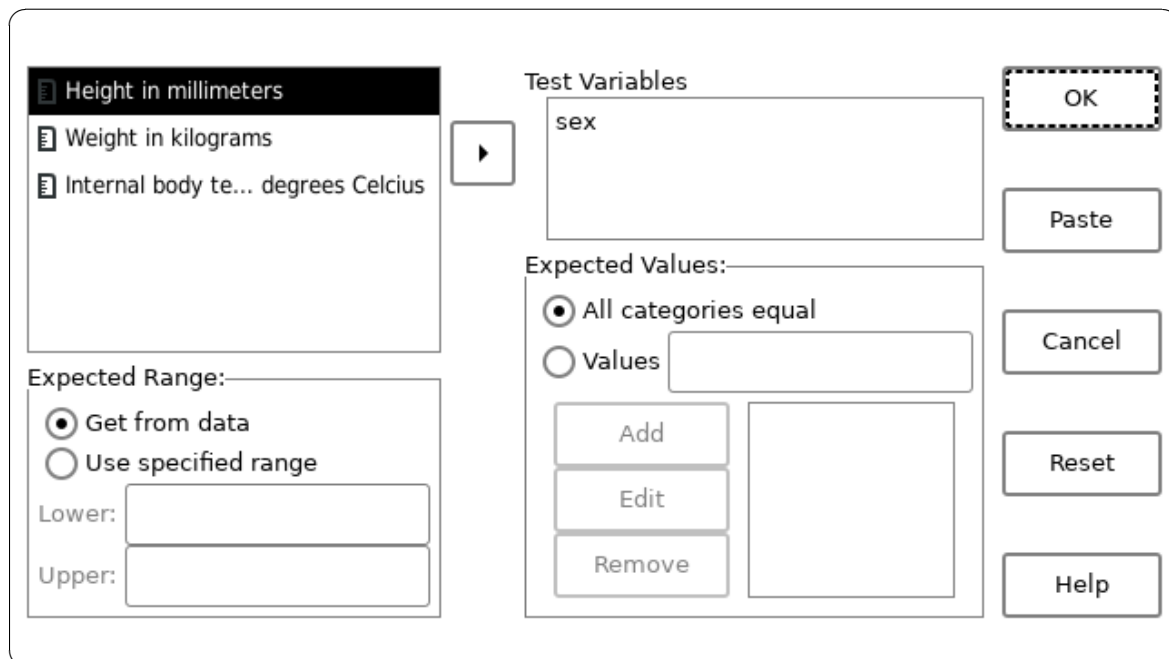 Height in millimeters
Weight in kilograms
Internal body te... degrees Celcius
Expected Range:
Get from data
Use specified range
Lower:
Upper:
Test Variables
sex
Expected Values:
All categories equal
Values
Add
Edit
Remove
OK
Paste
Cancel
Reset
Help